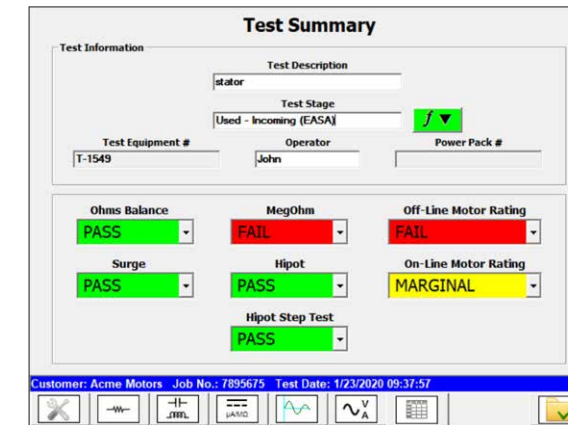 Test Summary
Test Information
Test Description
stator
Test Stage
Used - Incoming (EASA)
f ▼
Test Equipment # Operator Power Pack #
T-1549 John
Ohms Balance MegOhm Off-Line Motor Rating
PASS FAIL FAIL
Surge Hipot On-Line Motor Rating
PASS PASS MARGINAL
Hipot Step Test
PASS
Customer: Acme Motors Job No.: 7895675 Test Date: 1/23/2020 09:37:57
μAMΩ V
A